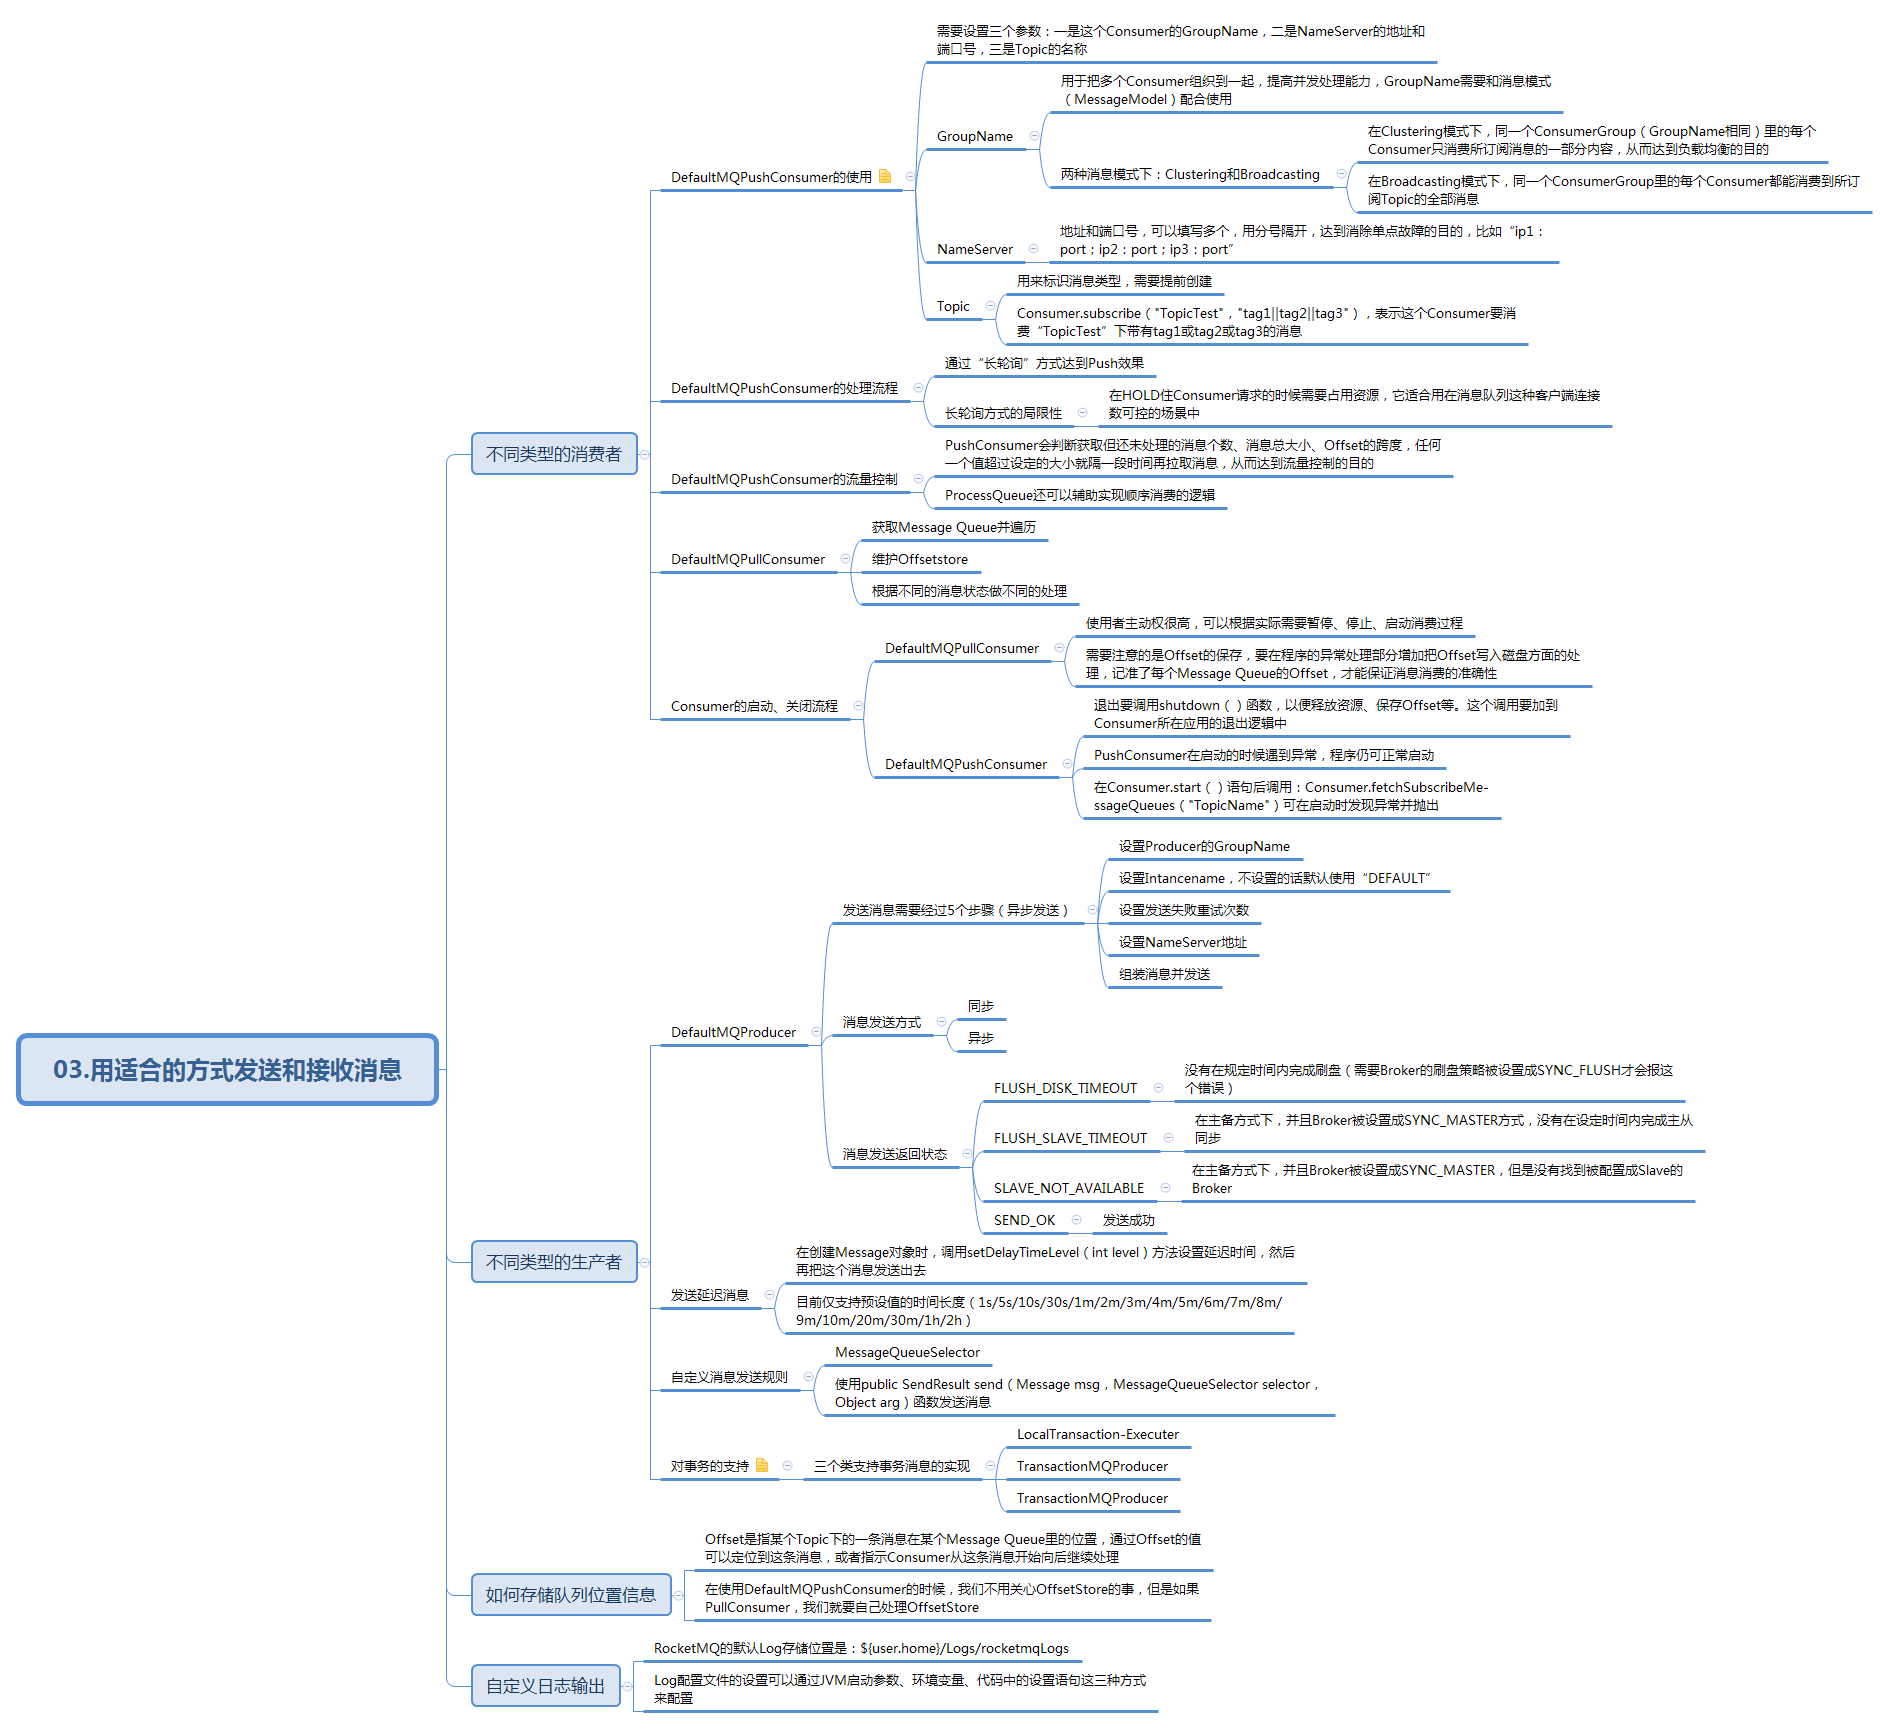 03.用适合的方式发送和接收消息
不同类型的消费者
DefaultMQPushConsumer的使用
需要设置三个参数：一是这个Consumer的GroupName，二是NameServer的地址和
端口号，三是Topic的名称
GroupName
用于把多个Consumer组织到一起，提高并发处理能力，GroupName需要和消息模式
（MessageModel）配合使用
两种消息模式下：Clustering和Broadcasting
在Clustering模式下，同一个ConsumerGroup（GroupName相同）里的每个
Consumer只消费所订阅消息的一部分内容，从而达到负载均衡的目的
在Broadcasting模式下，同一个ConsumerGroup里的每个Consumer都能消费到所订
阅Topic的全部消息
NameServer
地址和端口号，可以填写多个，用分号隔开，达到消除单点故障的目的，比如“ip1：
port；ip2：port；ip3：port”
Topic
用来标识消息类型，需要提前创建
Consumer.subscribe（"TopicTest"，"tag1||tag2||tag3"），表示这个Consumer要消
费“TopicTest”下带有tag1或tag2或tag3的消息
DefaultMQPushConsumer的处理流程
通过“长轮询”方式达到Push效果
长轮询方式的局限性
在HOLD住Consumer请求的时候需要占用资源，它适合用在消息队列这种客户端连接
数可控的场景中
DefaultMQPushConsumer的流量控制
PushConsumer会判断获取但还未处理的消息个数、消息总大小、Offset的跨度，任何
一个值超过设定的大小就隔一段时间再拉取消息，从而达到流量控制的目的
ProcessQueue还可以辅助实现顺序消费的逻辑
DefaultMQPullConsumer
获取Message Queue并遍历
维护Offsetstore
根据不同的消息状态做不同的处理
Consumer的启动、关闭流程
DefaultMQPullConsumer
使用者主动权很高，可以根据实际需要暂停、停止、启动消费过程
需要注意的是Offset的保存，要在程序的异常处理部分增加把Offset写入磁盘方面的处
理，记准了每个Message Queue的Offset，才能保证消息消费的准确性
DefaultMQPushConsumer
退出要调用shutdown（）函数，以便释放资源、保存Offset等。这个调用要加到
Consumer所在应用的退出逻辑中
PushConsumer在启动的时候遇到异常，程序仍可正常启动
在Consumer.start（）语句后调用：Consumer.fetchSubscribeMe-
ssageQueues（"TopicName"）可在启动时发现异常并抛出
不同类型的生产者
DefaultMQProducer
发送消息需要经过5个步骤（异步发送）
设置Producer的GroupName
设置Intancename，不设置的话默认使用“DEFAULT”
设置发送失败重试次数
设置NameServer地址
组装消息并发送
消息发送方式
同步
异步
消息发送返回状态
FLUSH_DISK_TIMEOUT
没有在规定时间内完成刷盘（需要Broker的刷盘策略被设置成SYNC_FLUSH才会报这
个错误）
FLUSH_SLAVE_TIMEOUT
在主备方式下，并且Broker被设置成SYNC_MASTER方式，没有在设定时间内完成主从
同步
SLAVE_NOT_AVAILABLE
在主备方式下，并且Broker被设置成SYNC_MASTER，但是没有找到被配置成Slave的
Broker
SEND_OK
发送成功
发送延迟消息
在创建Message对象时，调用setDelayTimeLevel（int level）方法设置延迟时间，然后
再把这个消息发送出去
目前仅支持预设值的时间长度（1s/5s/10s/30s/1m/2m/3m/4m/5m/6m/7m/8m/
9m/10m/20m/30m/1h/2h）
自定义消息发送规则
MessageQueueSelector
使用public SendResult send（Message msg，MessageQueueSelector selector，
Object arg）函数发送消息
对事务的支持
三个类支持事务消息的实现
LocalTransaction-Executer
TransactionMQProducer
TransactionMQProducer
如何存储队列位置信息
Offset是指某个Topic下的一条消息在某个Message Queue里的位置，通过Offset的值
可以定位到这条消息，或者指示Consumer从这条消息开始向后继续处理
在使用DefaultMQPushConsumer的时候，我们不用关心OffsetStore的事，但是如果
PullConsumer，我们就要自己处理OffsetStore
自定义日志输出
RocketMQ的默认Log存储位置是：${user.home}/Logs/rocketmqLogs
Log配置文件的设置可以通过JVM启动参数、环境变量、代码中的设置语句这三种方式
来配置